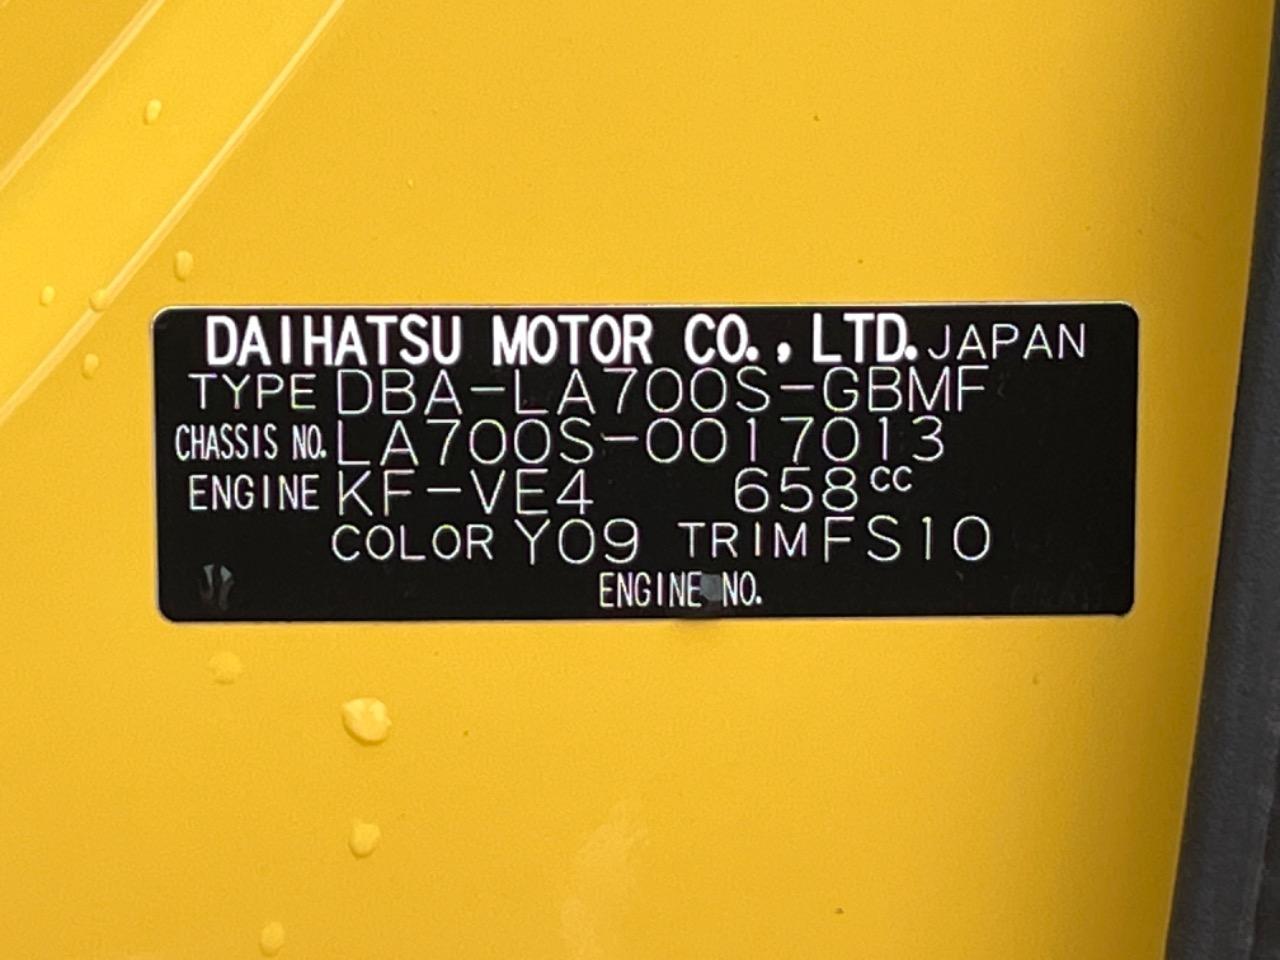 DAIHATSU MOTOR CO., LTD. JAPAN
TYPE DBA-LA700S-GBMF
CHASSIS NO. LA700S-0017013
ENGINE KF-VE4 658cc
COLOR Y09 TRIM FS10
ENGINE NO.